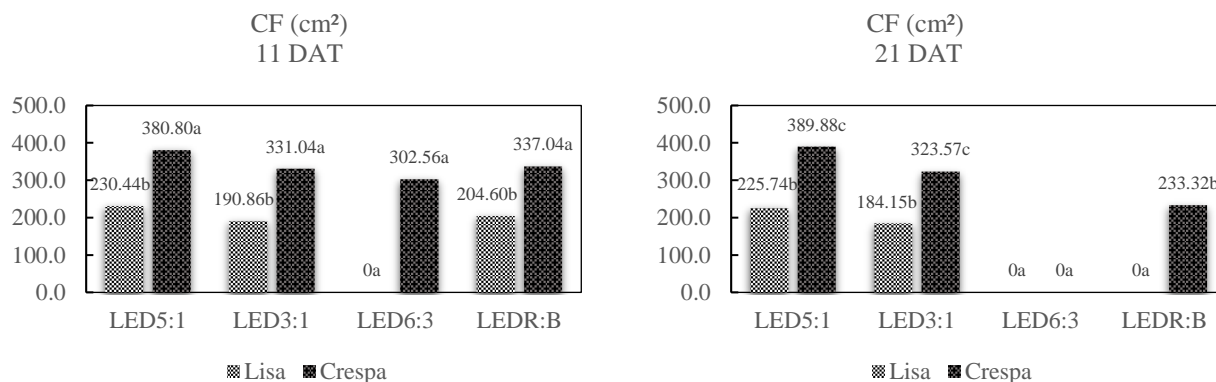 CF (cm²)
11 DAT
500.0
400.0
300.0
200.0
100.0
0.0
230.44b
380.80a
190.86b
331.04a
0a
302.56a
204.60b
337.04a
LED5:1
LED3:1
LED6:3
LEDR:B
Lisa
Crespa
CF (cm²)
21 DAT
500.0
400.0
300.0
200.0
100.0
0.0
225.74b
389.88c
184.15b
323.57c
0a
0a
0a
233.32b
LED5:1
LED3:1
LED6:3
LEDR:B
Lisa
Crespa